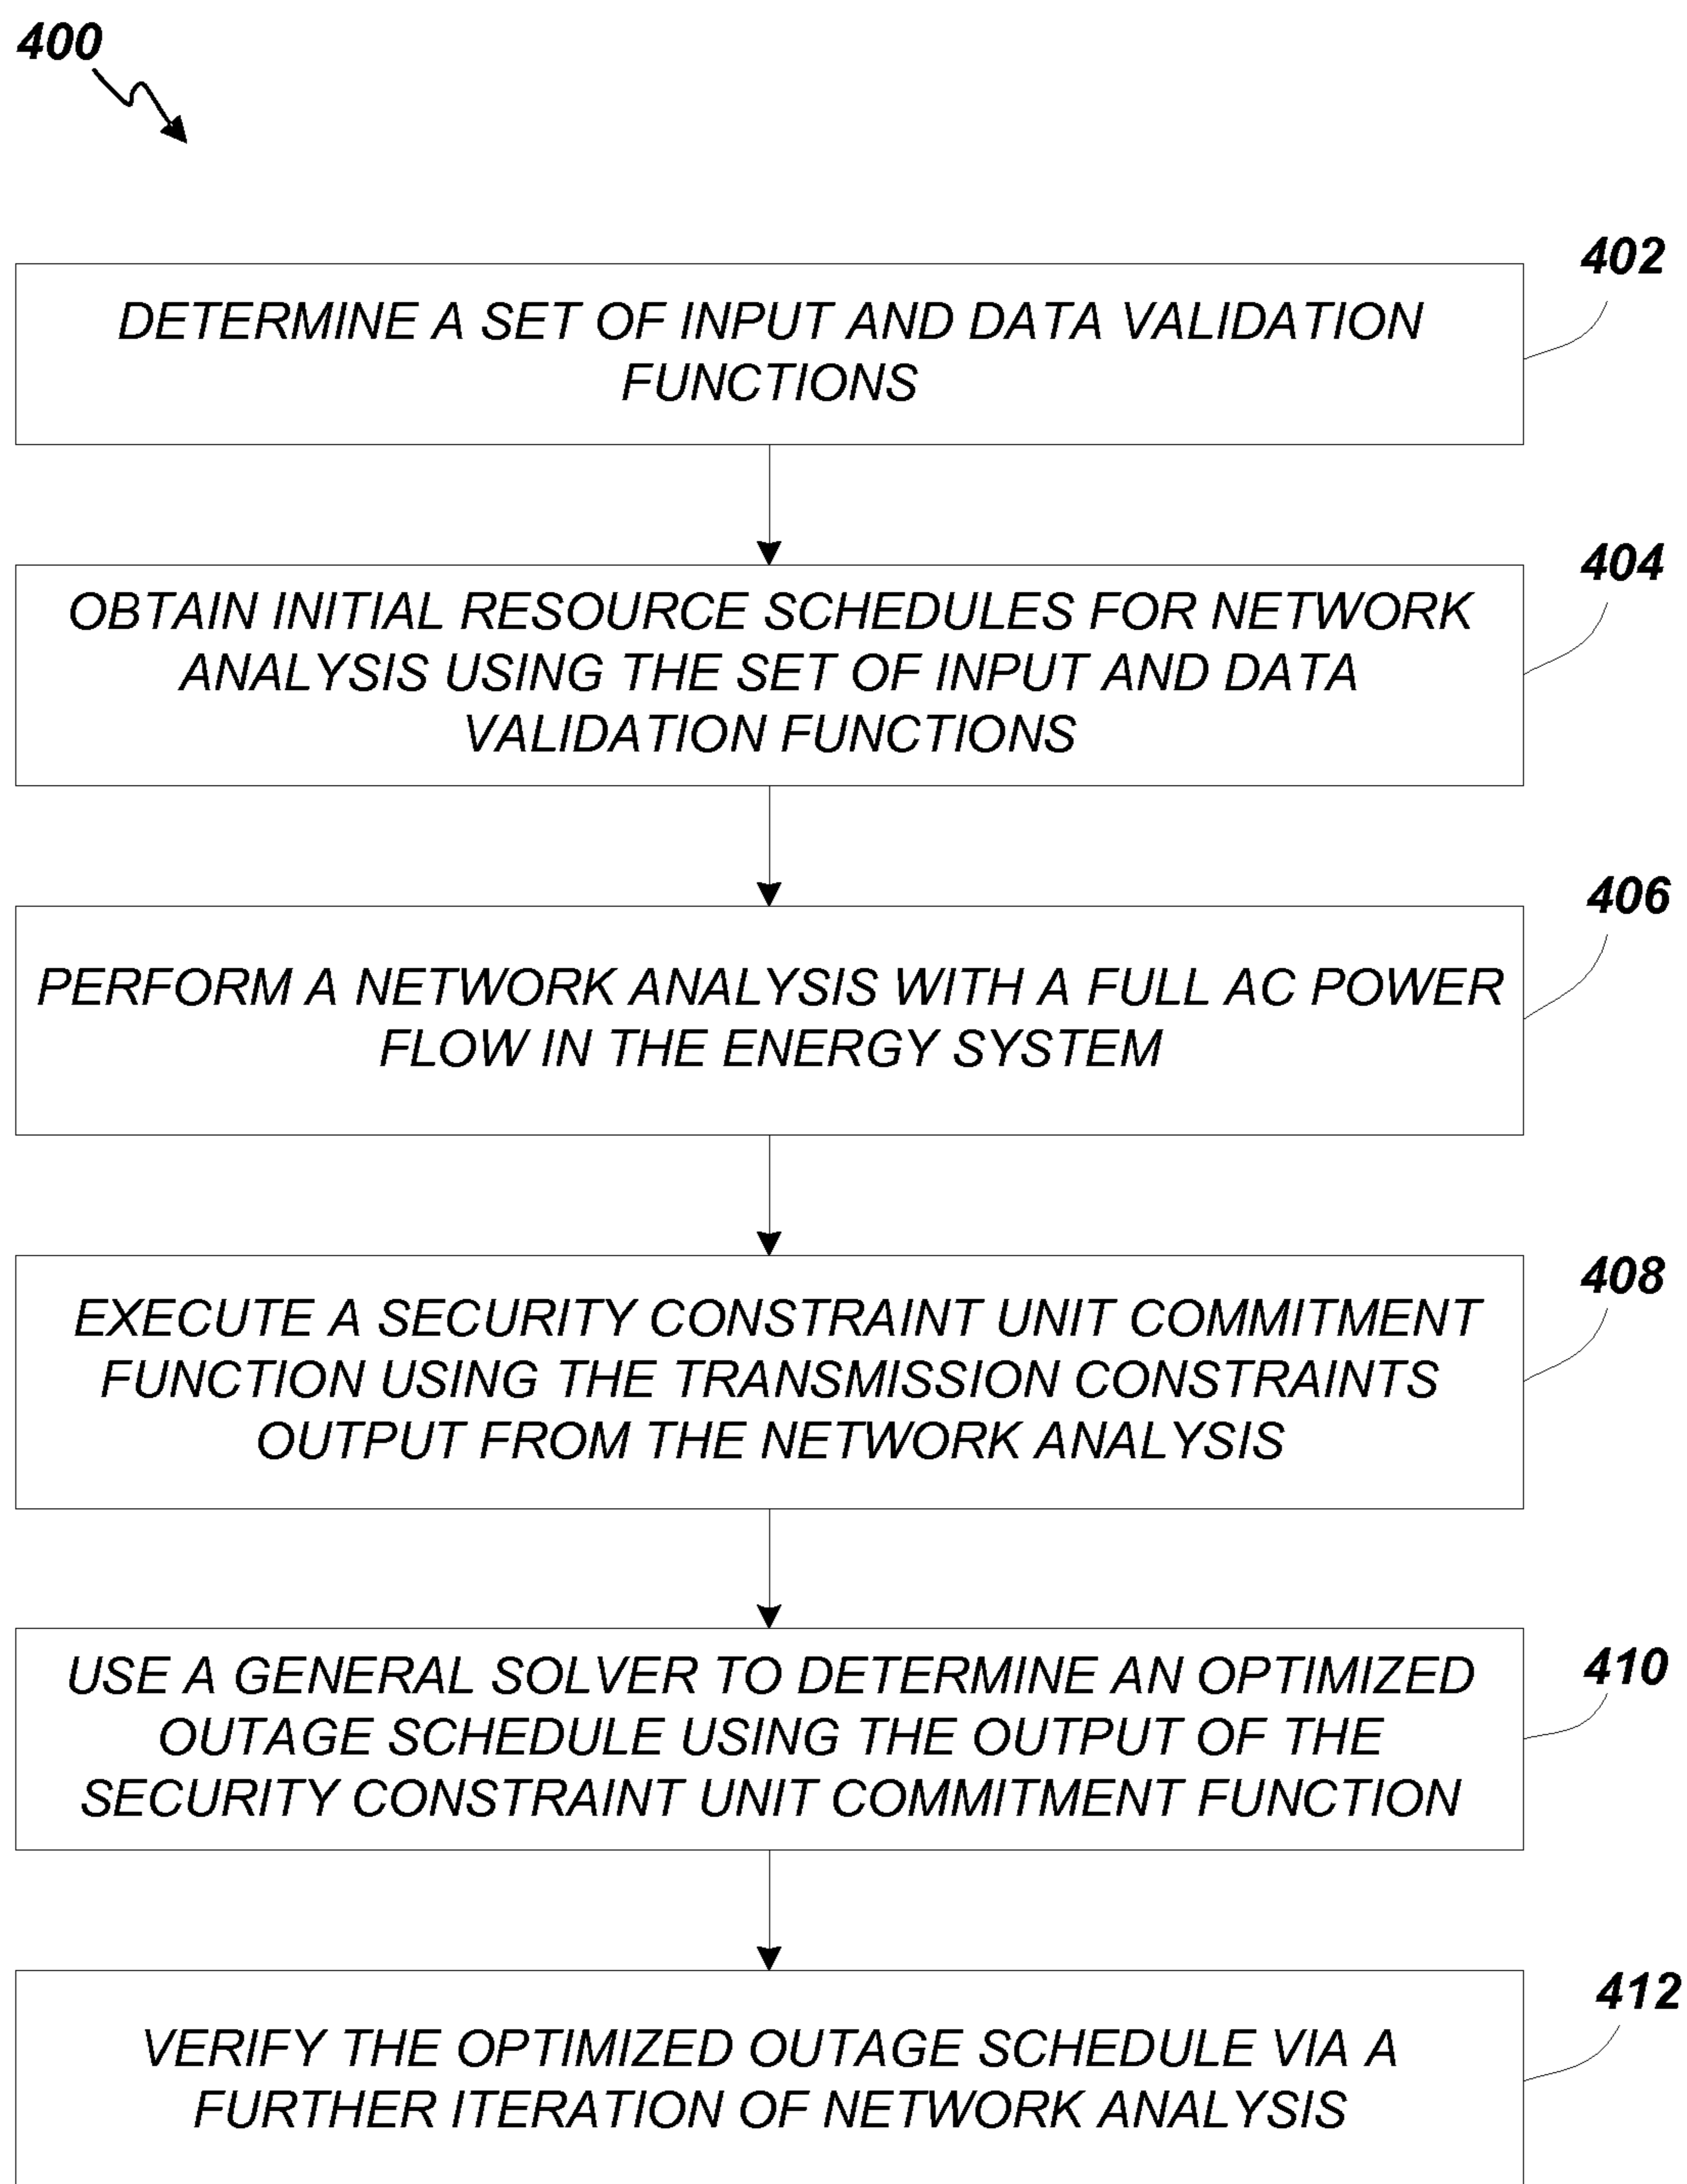 400
402
DETERMINE A SET OF INPUT AND DATA VALIDATION
FUNCTIONS
404
OBTAIN INITIAL RESOURCE SCHEDULES FOR NETWORK
ANALYSIS USING THE SET OF INPUT AND DATA
VALIDATION FUNCTIONS
406
PERFORM A NETWORK ANALYSIS WITH A FULL AC POWER
FLOW IN THE ENERGY SYSTEM
408
EXECUTE A SECURITY CONSTRAINT UNIT COMMITMENT
FUNCTION USING THE TRANSMISSION CONSTRAINTS
OUTPUT FROM THE NETWORK ANALYSIS
410
USE A GENERAL SOLVER TO DETERMINE AN OPTIMIZED
OUTAGE SCHEDULE USING THE OUTPUT OF THE
SECURITY CONSTRAINT UNIT COMMITMENT FUNCTION
412
VERIFY THE OPTIMIZED OUTAGE SCHEDULE VIA A
FURTHER ITERATION OF NETWORK ANALYSIS